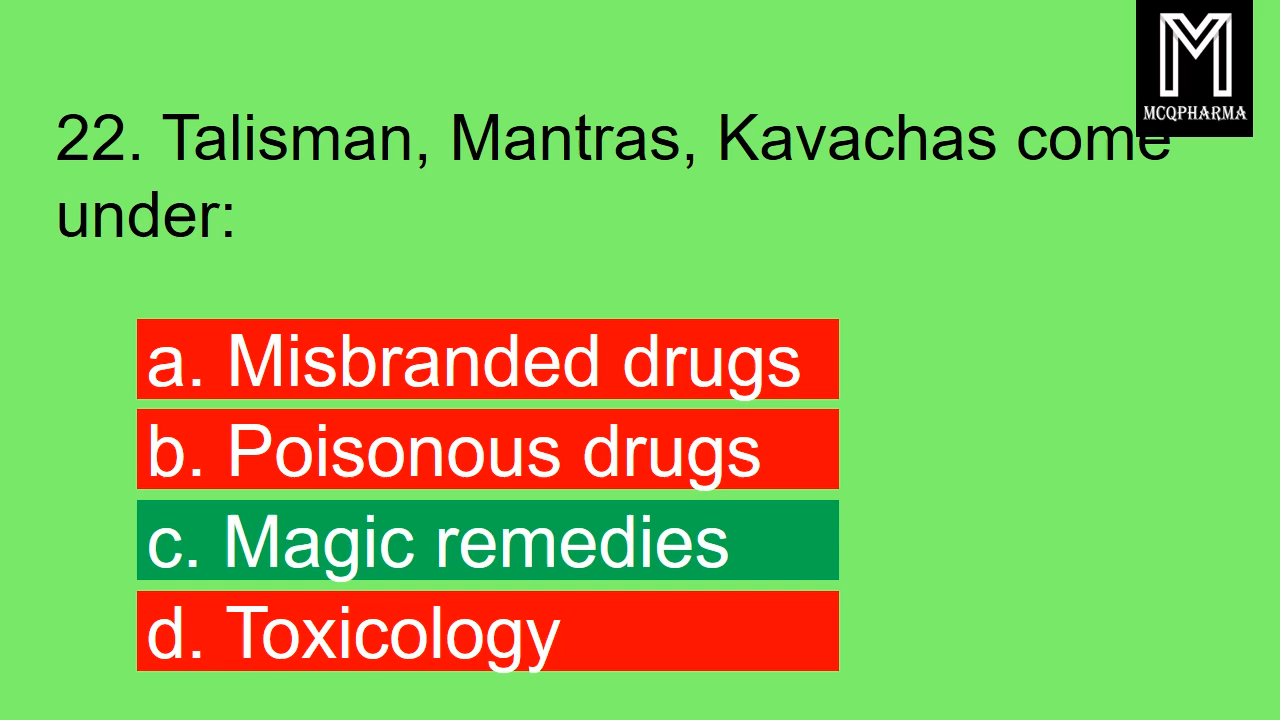 MCQPHARMA
22. Talisman, Mantras, Kavachas come
under:
a. Misbranded drugs
b. Poisonous drugs
c. Magic remedies
d. Toxicology